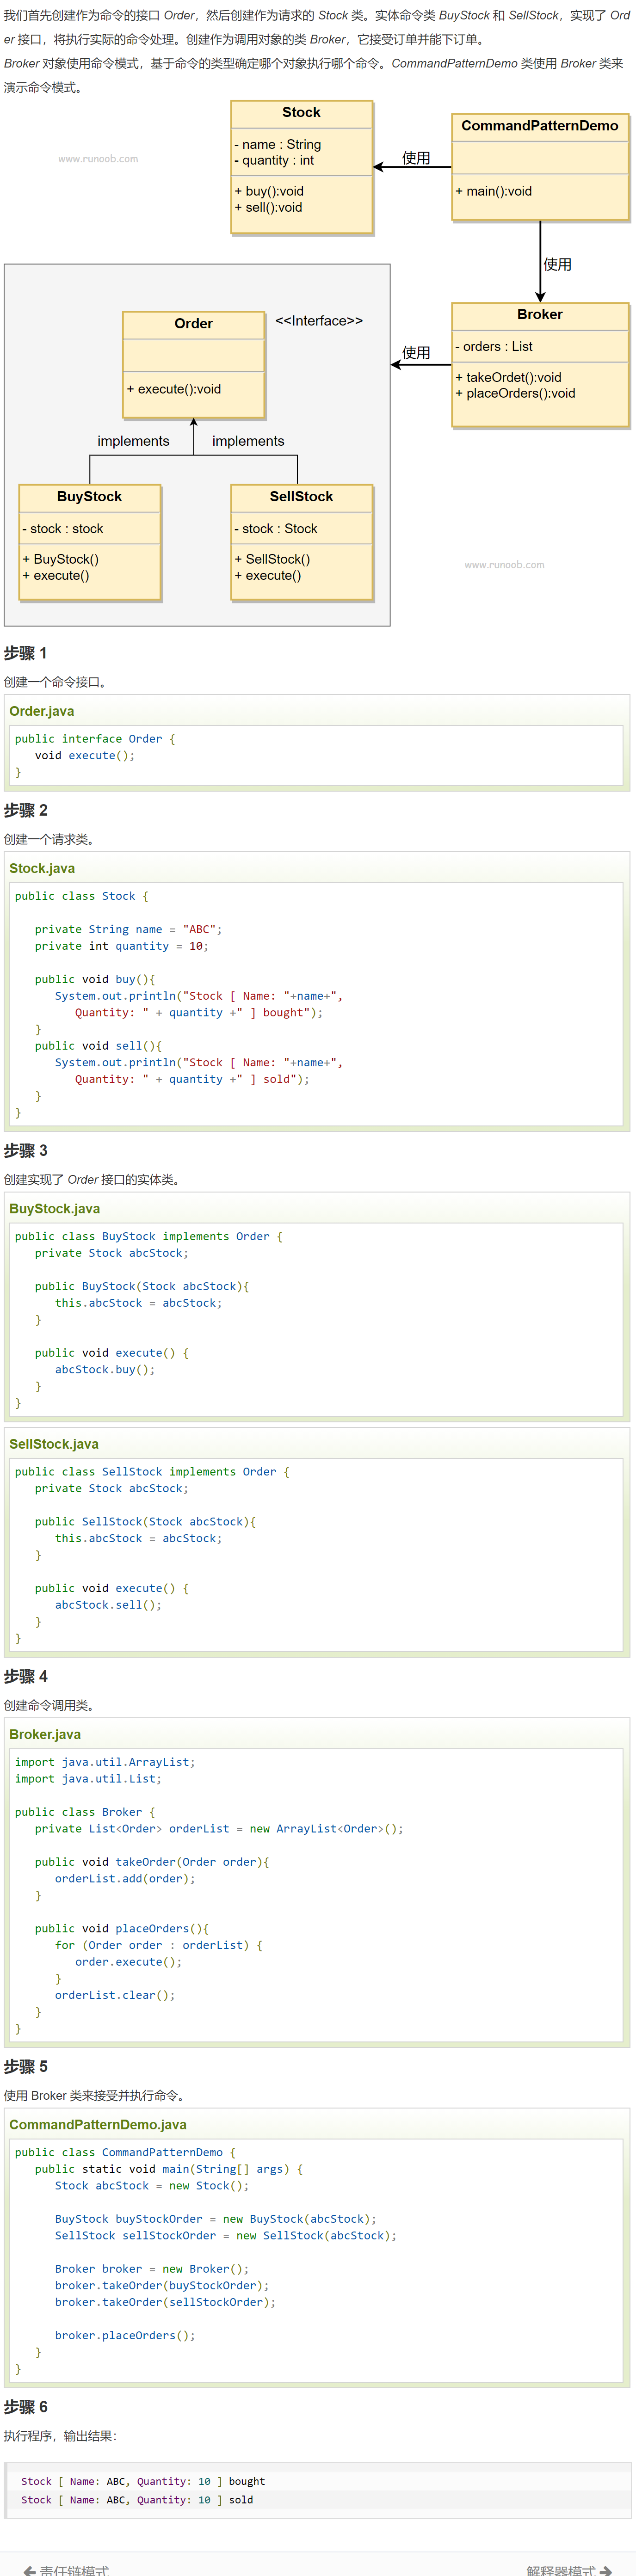 我们首先创建作为命令的接口 Order，然后创建作为请求的 Stock 类。实体命令类 BuyStock 和 SellStock，实现了 Ord
er 接口，将执行实际的命令处理。创建作为调用对象的类 Broker，它接受订单并能下订单。
Broker 对象使用命令模式，基于命令的类型确定哪个对象执行哪个命令。CommandPatternDemo 类使用 Broker 类来
演示命令模式。
Stock
- name : String
- quantity : int
+ buy():void
+ sell():void
www.runoob.com
使用
CommandPatternDemo
+ main():void
使用
<<Interface>>
Order
+ execute():void
使用
Broker
- orders : List
+ takeOrdet():void
+ placeOrders():void
implements
implements
BuyStock
- stock : stock
+ BuyStock()
+ execute()
SellStock
- stock : Stock
+ SellStock()
+ execute()
www.runoob.com
步骤 1
创建一个命令接口。
Order.java
public interface Order {
   void execute();
}
步骤 2
创建一个请求类。
Stock.java
public class Stock {
   private String name = "ABC";
   private int quantity = 10;
   public void buy(){
      System.out.println("Stock [ Name: "+name+",
         Quantity: " + quantity +" ] bought");
   }
   public void sell(){
      System.out.println("Stock [ Name: "+name+",
         Quantity: " + quantity +" ] sold");
   }
}
步骤 3
创建实现了 Order 接口的实体类。
BuyStock.java
public class BuyStock implements Order {
   private Stock abcStock;
   public BuyStock(Stock abcStock){
      this.abcStock = abcStock;
   }
   public void execute() {
      abcStock.buy();
   }
}
SellStock.java
public class SellStock implements Order {
   private Stock abcStock;
   public SellStock(Stock abcStock){
      this.abcStock = abcStock;
   }
   public void execute() {
      abcStock.sell();
   }
}
步骤 4
创建命令调用类。
Broker.java
import java.util.ArrayList;
import java.util.List;
public class Broker {
   private List<Order> orderList = new ArrayList<Order>();
   public void takeOrder(Order order){
      orderList.add(order);
   }
   public void placeOrders(){
      for (Order order : orderList) {
         order.execute();
      }
      orderList.clear();
   }
}
步骤 5
使用 Broker 类来接受并执行命令。
CommandPatternDemo.java
public class CommandPatternDemo {
   public static void main(String[] args) {
      Stock abcStock = new Stock();
      BuyStock buyStockOrder = new BuyStock(abcStock);
      SellStock sellStockOrder = new SellStock(abcStock);
      Broker broker = new Broker();
      broker.takeOrder(buyStockOrder);
      broker.takeOrder(sellStockOrder);
      broker.placeOrders();
   }
}
步骤 6
执行程序，输出结果：
Stock [ Name: ABC, Quantity: 10 ] bought
Stock [ Name: ABC, Quantity: 10 ] sold
责任链模式
解释器模式